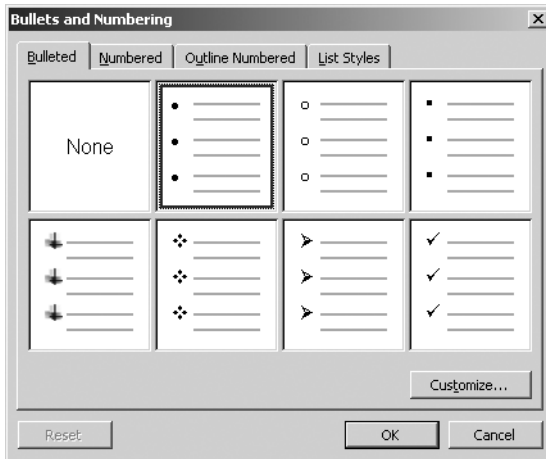 Bullets and Numbering
Bulleted Numbered Outline Numbered List Styles
None
Customize...
Reset OK Cancel